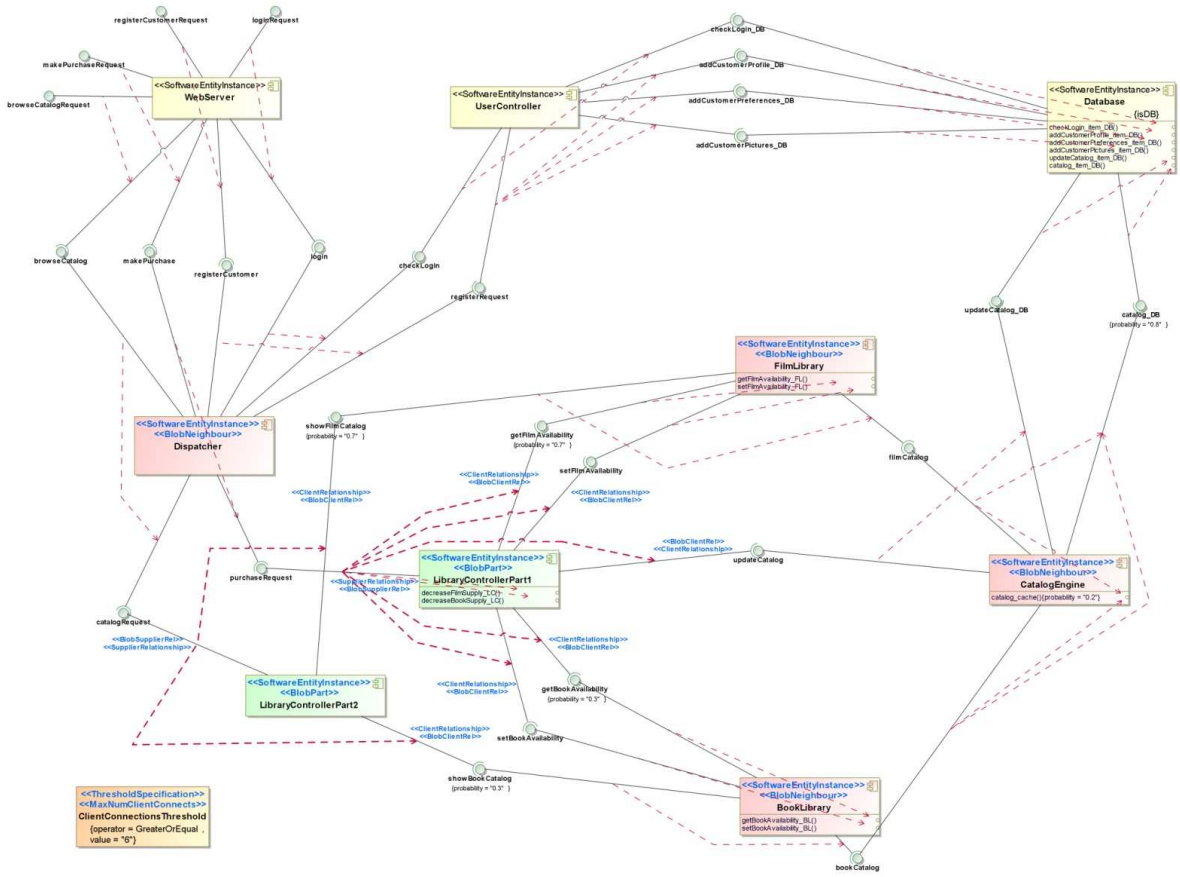 registerCustomerRequest
loginRequest
makePurchaseRequest
browseCatalogRequest
<<SoftwareEntityInstance>>
WebServer
<<SoftwareEntityInstance>>
UserController
checkLogin_DB
addCustomerProfile_DB
addCustomerPreferences_DB
addCustomerPictures_DB
<<SoftwareEntityInstance>>
Database
{isDB}
checkLogin_item_DB()
addCustomerProfile_item_DB()
addCustomerPreferences_item_DB()
addCustomerPictures_item_DB()
updateCatalog_item_DB()
catalog_item_DB()
browseCatalog
makePurchase
registerCustomer
login
checkLogin
registerRequest
updateCatalog_DB
catalog_DB
{probability = "0.8" }
<<SoftwareEntityInstance>>
<<BlobNeighbour>>
FilmLibrary
getFilmAvailability_FL()
setFilmAvailability_FL()
<<SoftwareEntityInstance>>
<<BlobNeighbour>>
Dispatcher
showFilmCatalog
{probability = "0.7" }
getFilmAvailability
{probability = "0.7" }
setFilmAvailability
filmCatalog
<<ClientRelationship>>
<<BlobClientRel>>
<<ClientRelationship>>
<<BlobClientRel>>
<<ClientRelationship>>
<<BlobClientRel>>
<<BlobClientRel>>
<<ClientRelationship>>
updateCatalog
purchaseRequest
<<SupplierRelationship>>
<<BlobSupplierRel>>
<<SoftwareEntityInstance>>
<<BlobPart>>
LibraryControllerPart1
decreaseFilmSupply_LC()
decreaseBookSupply_LC()
<<SoftwareEntityInstance>>
<<BlobNeighbour>>
CatalogEngine
catalog_cache(){probability = "0.2"}
catalogRequest
<<BlobSupplierRel>>
<<SupplierRelationship>>
<<ClientRelationship>>
<<BlobClientRel>>
<<SoftwareEntityInstance>>
<<BlobPart>>
LibraryControllerPart2
<<ClientRelationship>>
<<BlobClientRel>>
getBookAvailability
{probability = "0.3" }
<<ClientRelationship>>
<<BlobClientRel>>
setBookAvailability
showBookCatalog
{probability = "0.3" }
<<SoftwareEntityInstance>>
<<BlobNeighbour>>
BookLibrary
getBookAvailability_BL()
setBookAvailability_BL()
bookCatalog
<<ThresholdSpecification>>
<<MaxNumClientConnects>>
ClientConnectionsThreshold
{operator = GreaterOrEqual ,
value = "6"}